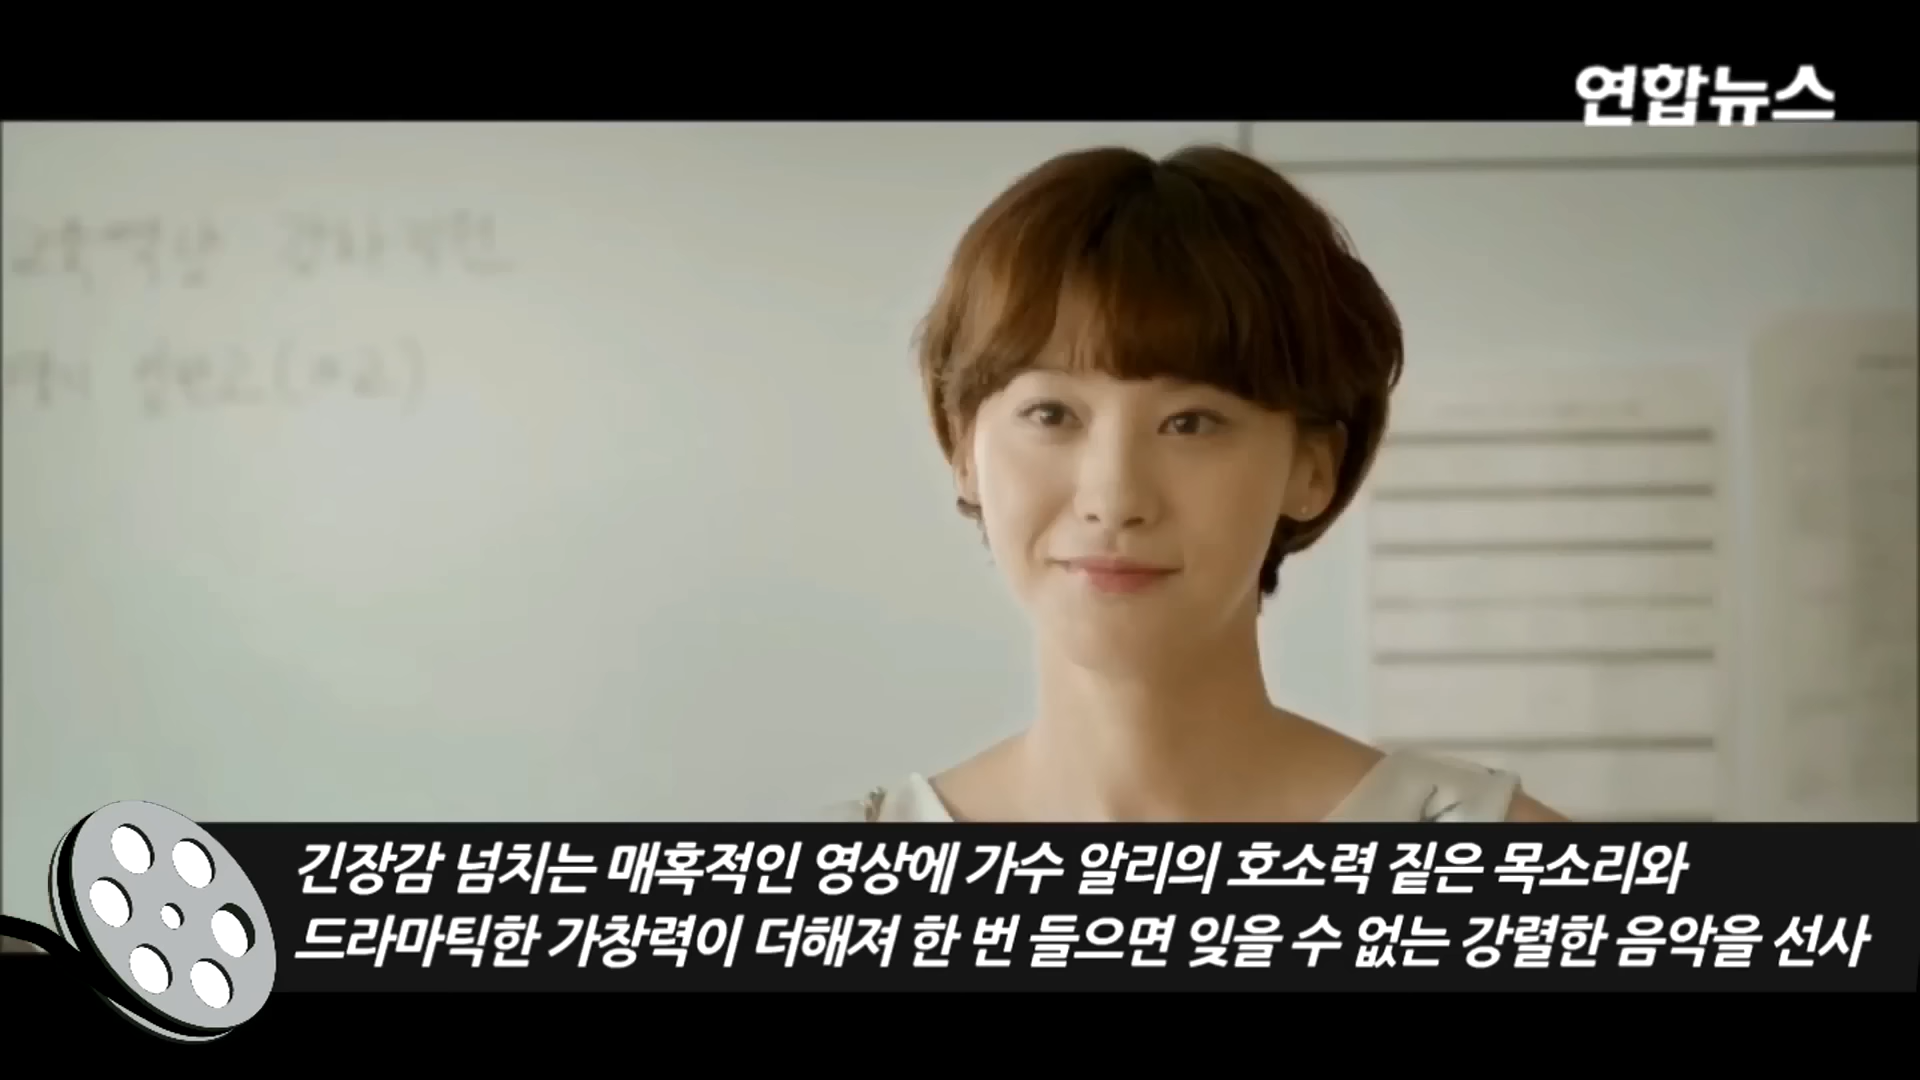 연합뉴스
긴장감 넘치는 매혹적인 영상에 가수 알리의 호소력 짙은 목소리와
드라마틱한 가창력이 더해져 한 번 들으면 잊을 수 없는 강렬한 음악을 선사